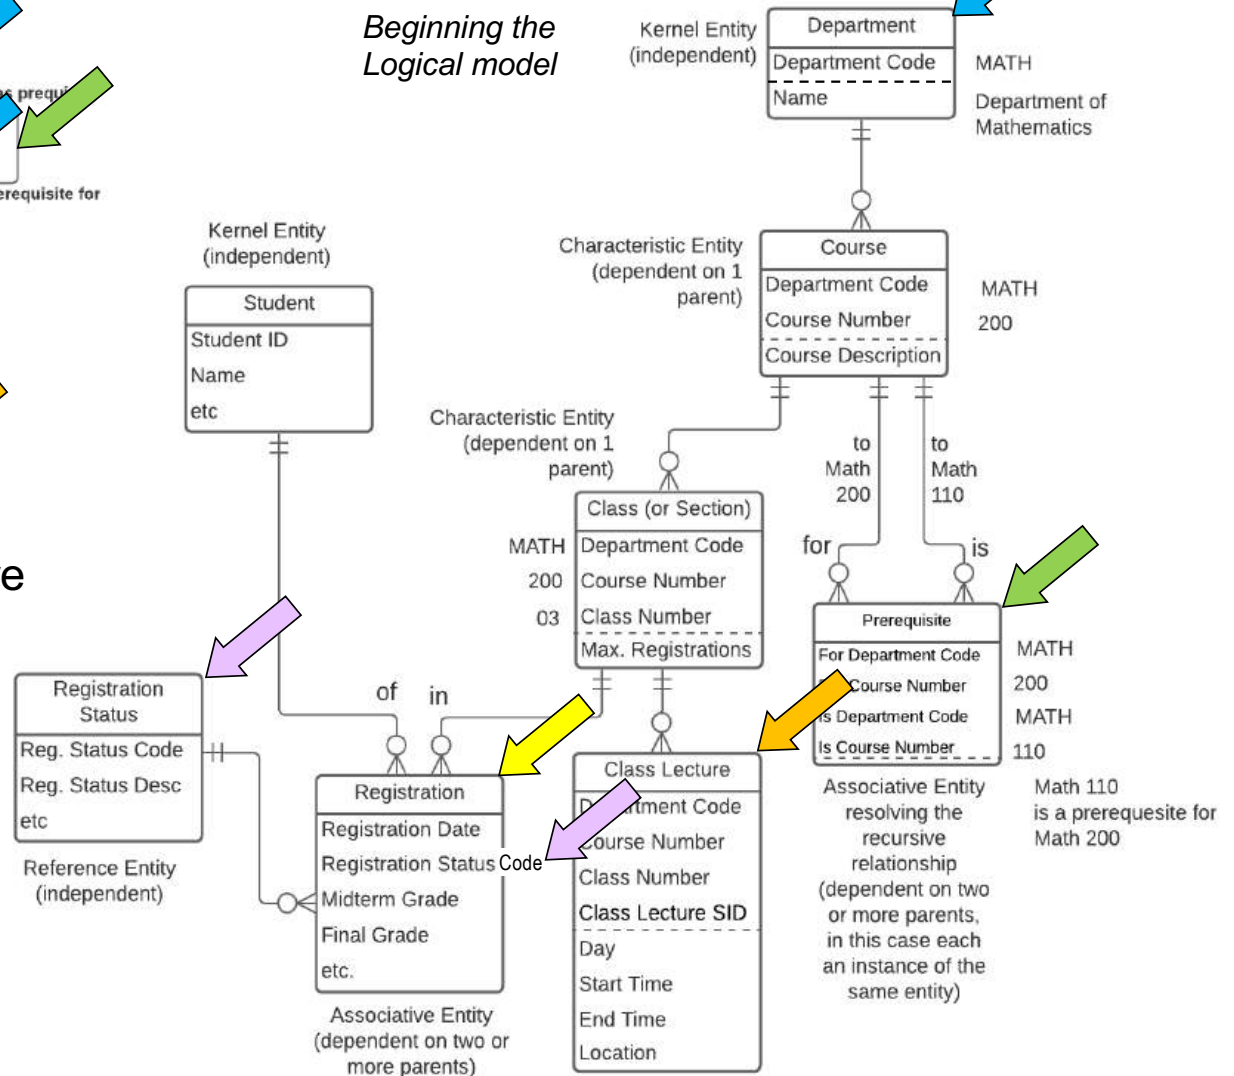 Beginning the
Logical model
Kernel Entity
(independent)
Department
Department Code
Name
MATH
Department of
Mathematics
erequisite for
Kernel Entity
(independent)
Student
Student ID
Name
etc
Characteristic Entity
(dependent on 1
parent)
Course
Department Code
Course Number
Course Description
MATH
200
Characteristic Entity
(dependent on 1
parent)
to
Math
200
to
Math
110
for
is
Class (or Section)
MATH Department Code
200 Course Number
03 Class Number
Max. Registrations
Prerequisite
For Department Code
Course Number
Is Department Code
Is Course Number
MATH
200
MATH
110
Associative Entity
resolving the
recursive
relationship
(dependent on two
or more parents,
in this case each
an instance of the
same entity)
Math 110
is a prerequesite for
Math 200
Registration
Status
Reg. Status Code
Reg. Status Desc
etc
Reference Entity
(independent)
of
in
Registration
Registration Date
Registration Status Code
Midterm Grade
Final Grade
etc.
Associative Entity
(dependent on two or
more parents)
Class Lecture
Department Code
Course Number
Class Number
Class Lecture SID
Day
Start Time
End Time
Location